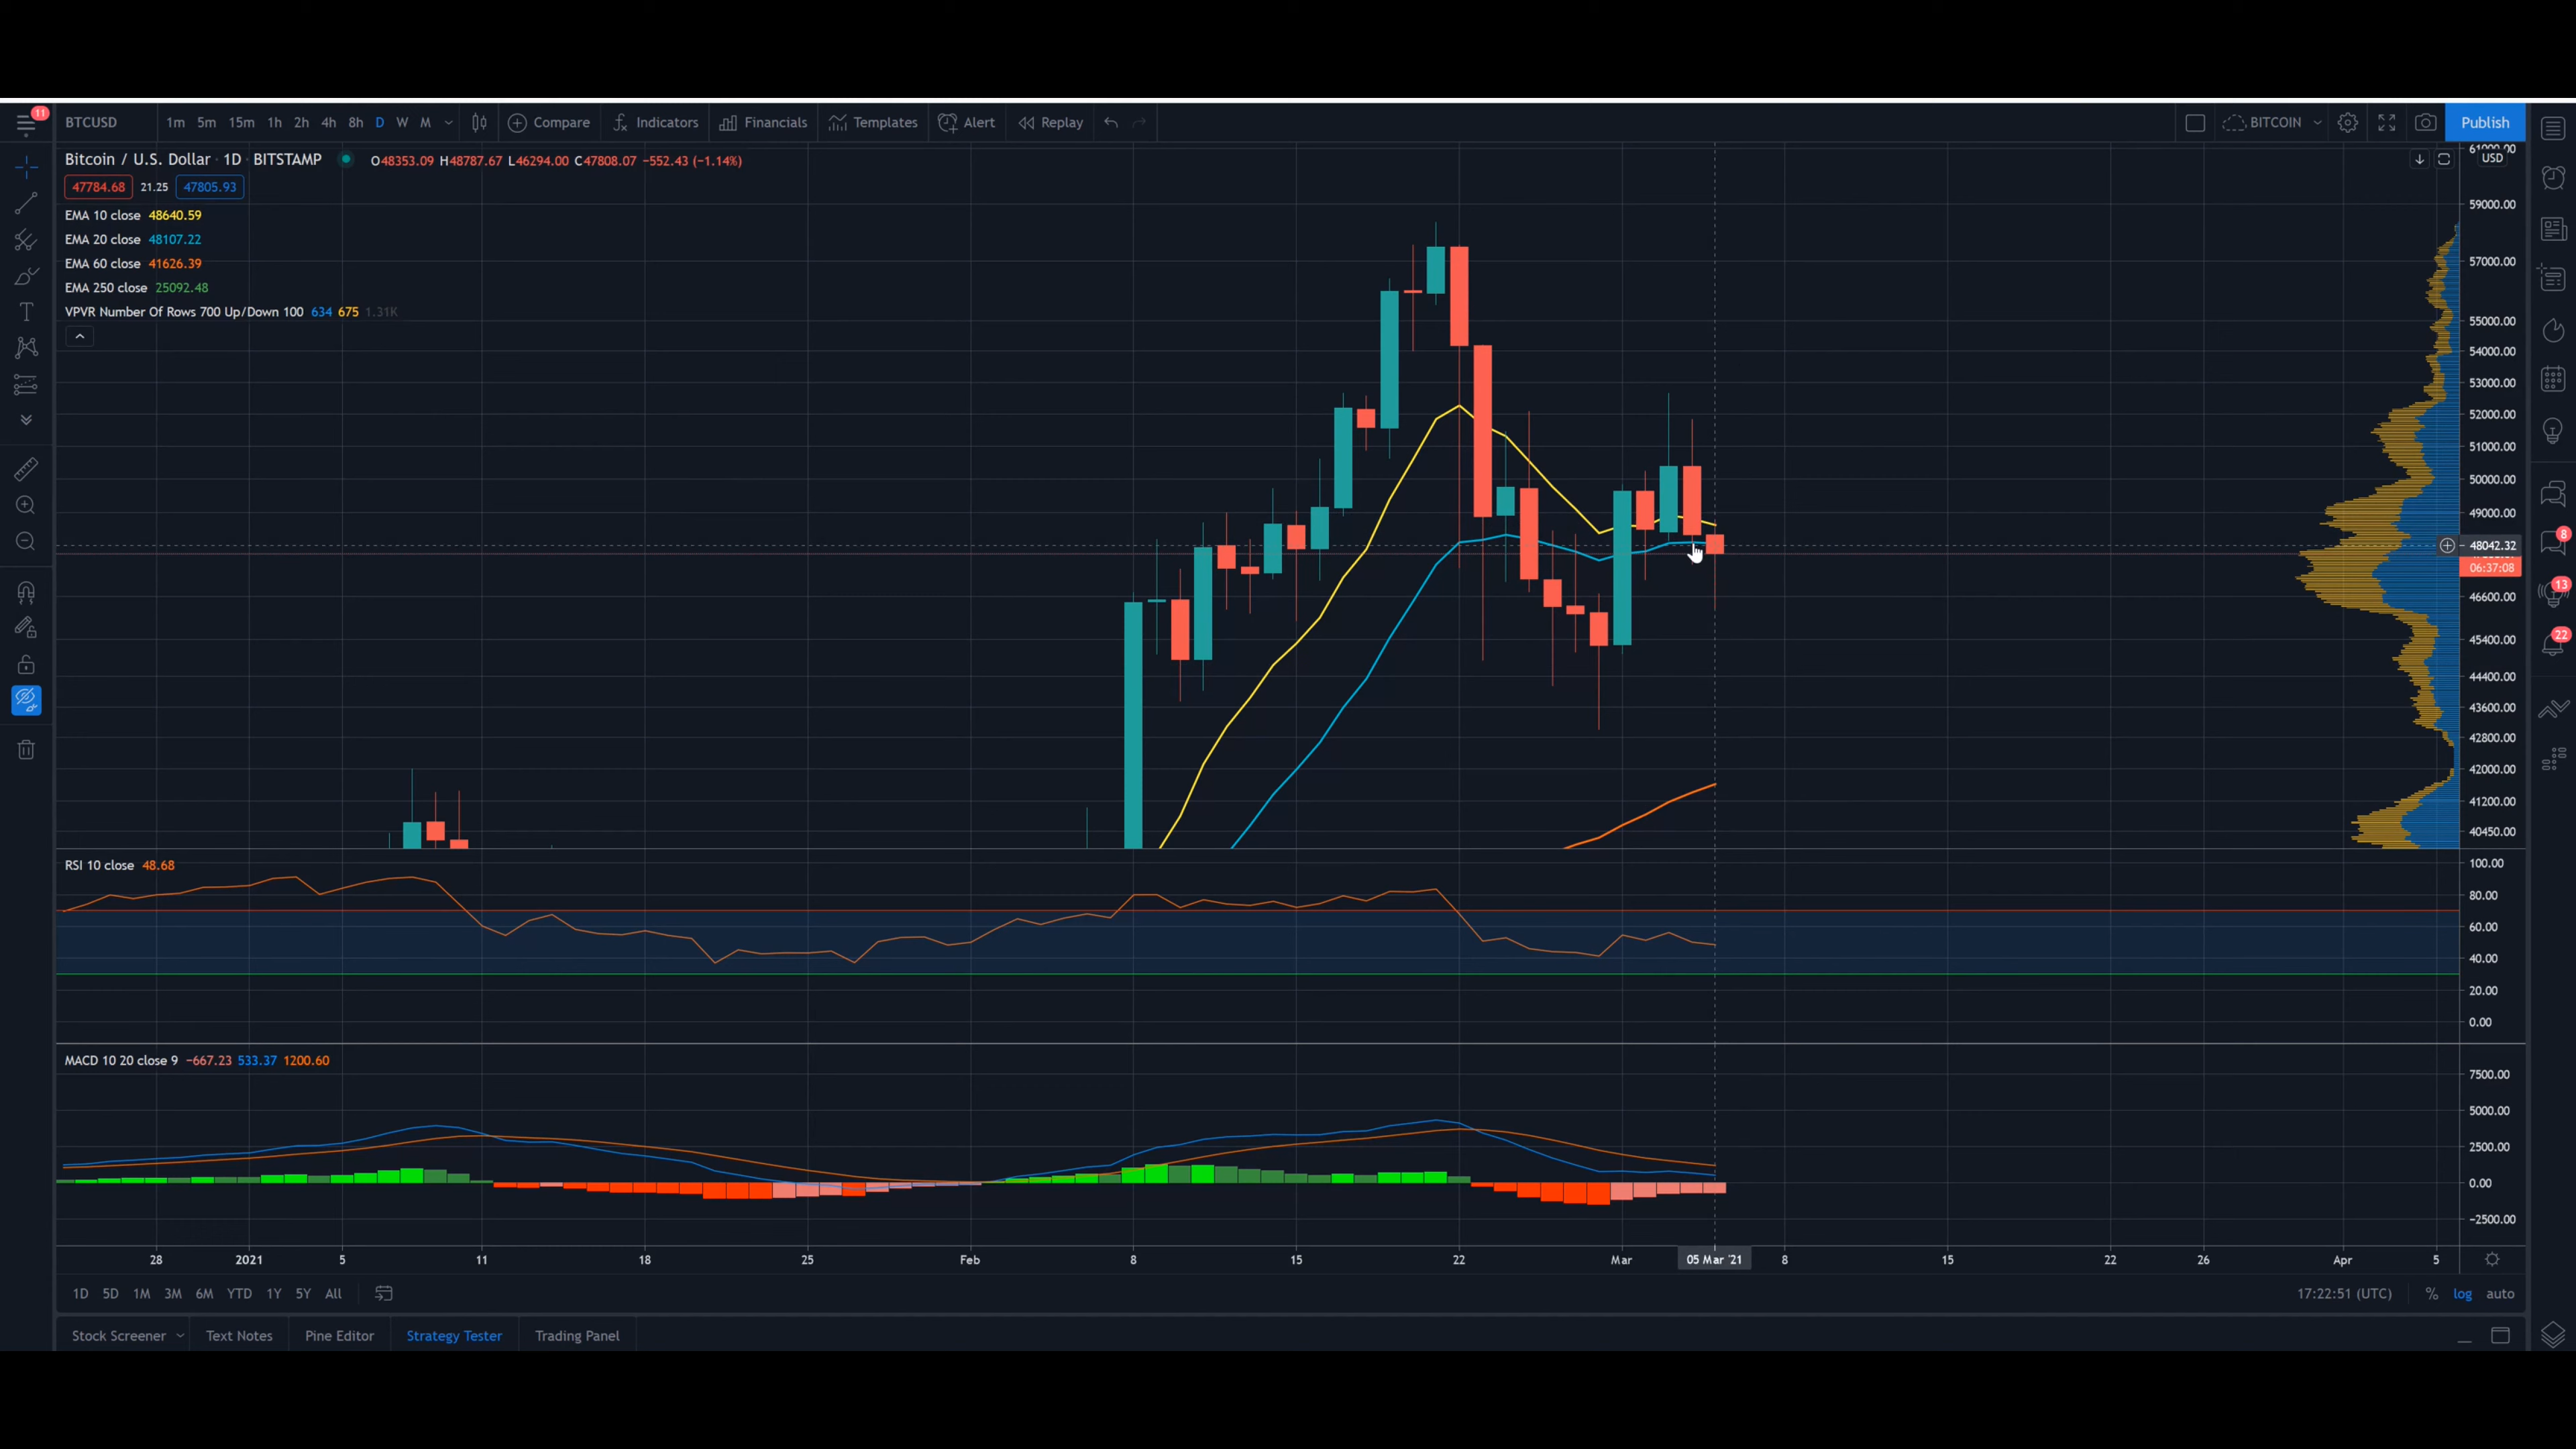 11
BTCUSD 1m 5m 15m 1h 2h 4h 8h D W M Compare Indicators Financials Templates Alert Replay BITCOIN Publish
Bitcoin / U.S. Dollar · 1D · BITSTAMP O48353.09 H48787.67 L46294.00 C47808.07 −552.43 (−1.14%)
47784.68 21.25 47805.93
EMA 10 close 48640.59
EMA 20 close 48107.22
EMA 60 close 41626.39
EMA 250 close 25092.48
VPVR Number Of Rows 700 Up/Down 100 634 675 1.31K
USD
59000.00
57000.00
55000.00
54000.00
53000.00
52000.00
51000.00
50000.00
49000.00
48042.32
06:37:08
46600.00
45400.00
44400.00
43600.00
42800.00
42000.00
41200.00
40450.00
8
13
22
RSI 10 close 48.68
100.00
80.00
60.00
40.00
20.00
0.00
MACD 10 20 close 9 −667.23 533.37 1200.60
7500.00
5000.00
2500.00
0.00
−2500.00
28 2021 5 11 18 25 Feb 8 15 22 Mar 05 Mar '21 8 15 22 26 Apr 5
1D 5D 1M 3M 6M YTD 1Y 5Y All 17:22:51 (UTC) % log auto
Stock Screener Text Notes Pine Editor Strategy Tester Trading Panel